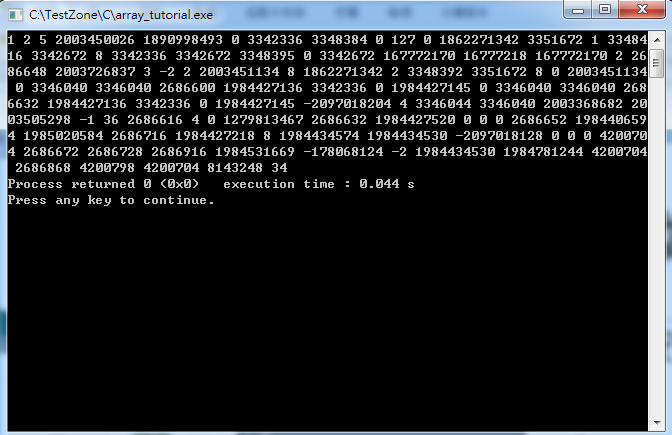 C:\TestZone\C\array_tutorial.exe
1 2 5 2003450026 1890998493 0 3342336 3348384 0 127 0 1862271342 3351672 1 33484
16 3342672 8 3342336 3342672 3348395 0 3342672 167772170 16777218 167772170 2 26
86648 2003726837 3 -2 2 2003451134 8 1862271342 2 3348392 3351672 8 0 2003451134
 0 3346040 3346040 2686600 1984427136 3342336 0 1984427145 0 3346040 3346040 268
6632 1984427136 3342336 0 1984427145 -2097018204 4 3346044 3346040 2003368682 20
03505298 -1 36 2686616 4 0 1279813467 2686632 1984427520 0 0 0 2686652 198440659
4 1985020584 2686716 1984427218 8 1984434574 1984434530 -2097018128 0 0 0 420070
4 2686672 2686728 2686916 1984531669 -178068124 -2 1984434530 1984781244 4200704
 2686868 4200798 4200704 8143248 34
Process returned 0 (0x0)   execution time : 0.044 s
Press any key to continue.